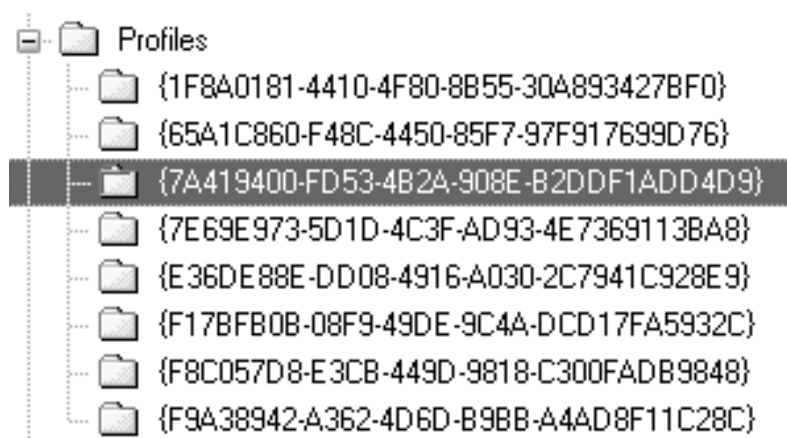 Profiles
{1F8A0181-4410-4F80-8B55-30A893427BF0}
{65A1C860-F48C-4450-85F7-97F917699D76}
{7A419400-FD53-4B2A-908E-B2DDF1ADD4D9}
{7E69E973-5D1D-4C3F-AD93-4E7369113BA8}
{E36DE88E-DD08-4916-A030-2C7941C928E9}
{F17BFB0B-08F9-49DE-9C4A-DCD17FA5932C}
{F8C057D8-E3CB-449D-9818-C300FADB9848}
{F9A38942-A362-4D6D-B9BB-A4AD8F11C28C}